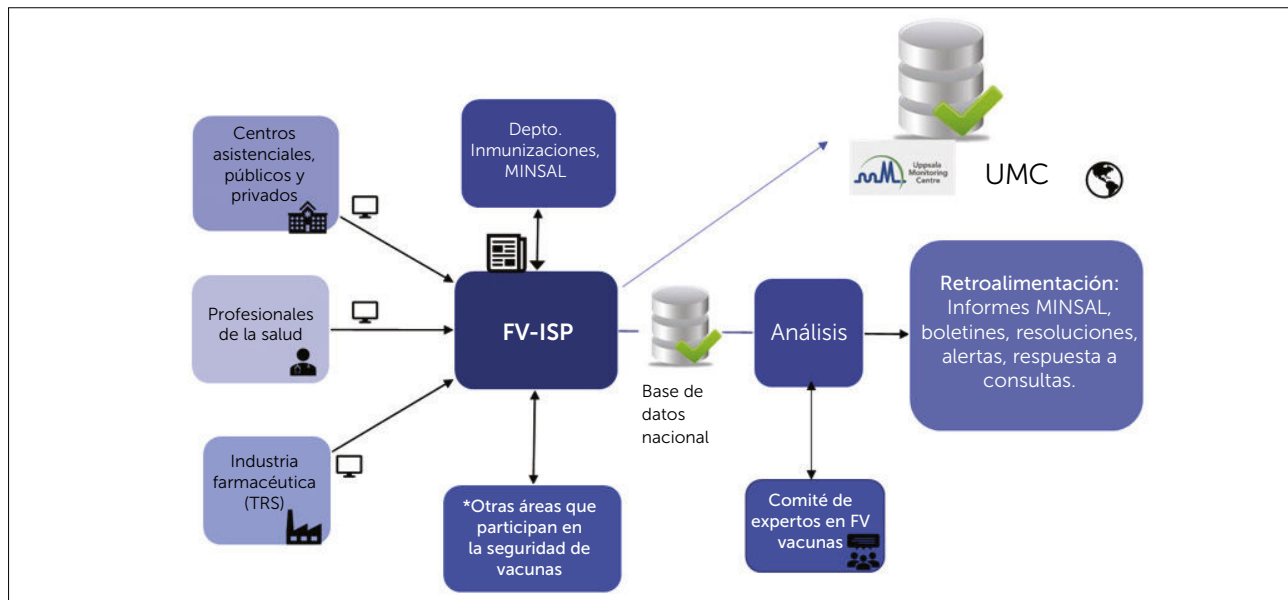 Centros
asistenciales,
públicos y
privados
Profesionales
de la salud
Industria
farmacéutica
(TRS)
Depto.
Inmunizaciones,
MINSAL
FV-ISP
*Otras áreas que
participan en
la seguridad de
vacunas
Base de
datos
nacional
Análisis
Comité de
expertos en FV
vacunas
Uppsala
Monitoring
Centre
UMC
Retroalimentación:
Informes MINSAL,
boletines, resoluciones,
alertas, respuesta a
consultas.